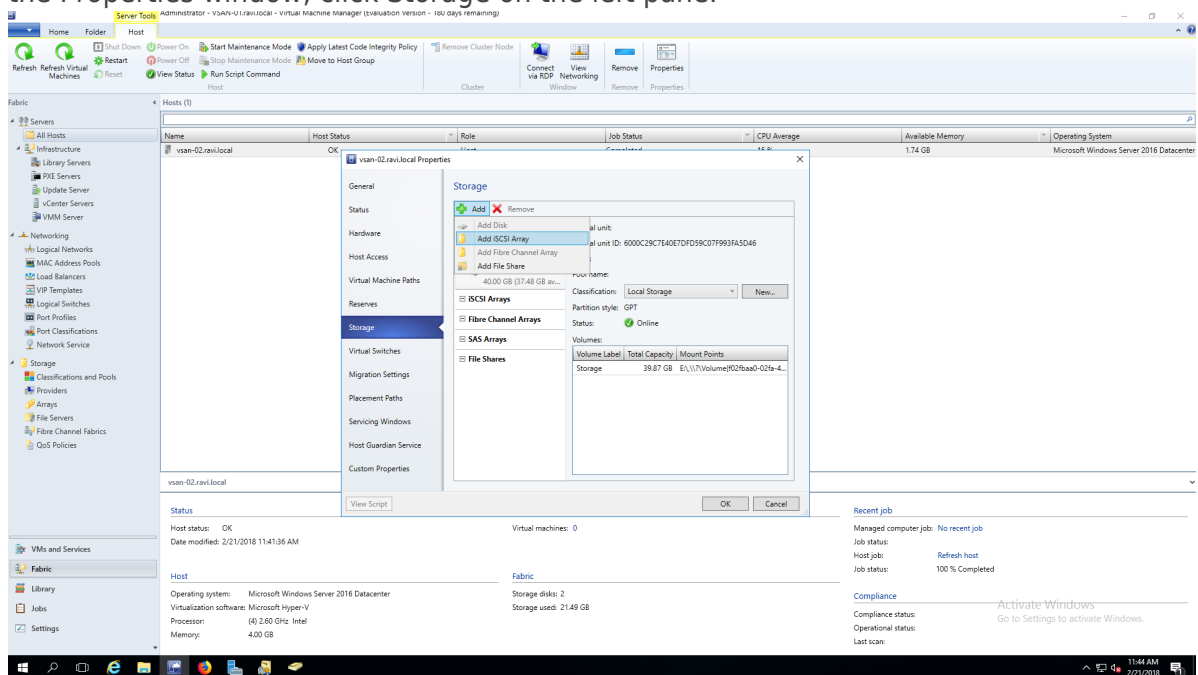 the Properties window, click Storage on the left pane.
Server Tools
Administrator - VSAN-01.ravi.local - Virtual Machine Manager (Evaluation Version - 180 days remaining)
Home Folder Host
Refresh
Refresh Virtual Machines
Shut Down
Restart
Reset
Power On
Power Off
View Status
Start Maintenance Mode
Stop Maintenance Mode
Run Script Command
Apply Latest Code Integrity Policy
Move to Host Group
Host
Remove Cluster Node
Cluster
Connect via RDP
View Networking
Window
Remove
Remove
Properties
Properties
Fabric
Servers
All Hosts
Infrastructure
Library Servers
PXE Servers
Update Server
vCenter Servers
VMM Server
Networking
Logical Networks
MAC Address Pools
Load Balancers
VIP Templates
Logical Switches
Port Profiles
Port Classifications
Network Service
Storage
Classifications and Pools
Providers
Arrays
File Servers
Fibre Channel Fabrics
QoS Policies
VMs and Services
Fabric
Library
Jobs
Settings
Hosts (1)
Name Host Status Role Job Status CPU Average Available Memory Operating System
vsan-02.ravi.local OK Host Completed 15 % 1.74 GB Microsoft Windows Server 2016 Datacenter
vsan-02.ravi.local Properties
General
Status
Hardware
Host Access
Virtual Machine Paths
Reserves
Storage
Virtual Switches
Migration Settings
Placement Paths
Servicing Windows
Host Guardian Service
Custom Properties
Storage
Add Remove
Add Disk
Add iSCSI Array
Add Fibre Channel Array
Add File Share
40.00 GB (37.48 GB av...
iSCSI Arrays
Fibre Channel Arrays
SAS Arrays
File Shares
al unit:
al unit ID: 6000C29C7E40E7DFD59C07F993FA5D46
Pool name:
Classification: Local Storage New...
Partition style: GPT
Status: Online
Volumes:
Volume Label Total Capacity Mount Points
Storage 39.87 GB E:\,\\?\Volume{f02fbaa0-02fa-4...
View Script OK Cancel
vsan-02.ravi.local
Status
Host status: OK
Date modified: 2/21/2018 11:41:36 AM
Virtual machines: 0
Host
Operating system: Microsoft Windows Server 2016 Datacenter
Virtualization software: Microsoft Hyper-V
Processor: (4) 2.60 GHz Intel
Memory: 4.00 GB
Fabric
Storage disks: 2
Storage used: 21.49 GB
Recent job
Managed computer job: No recent job
Job status:
Host job: Refresh host
Job status: 100 % Completed
Compliance
Compliance status:
Operational status:
Last scan:
Activate Windows
Go to Settings to activate Windows.
11:44 AM
2/21/2018